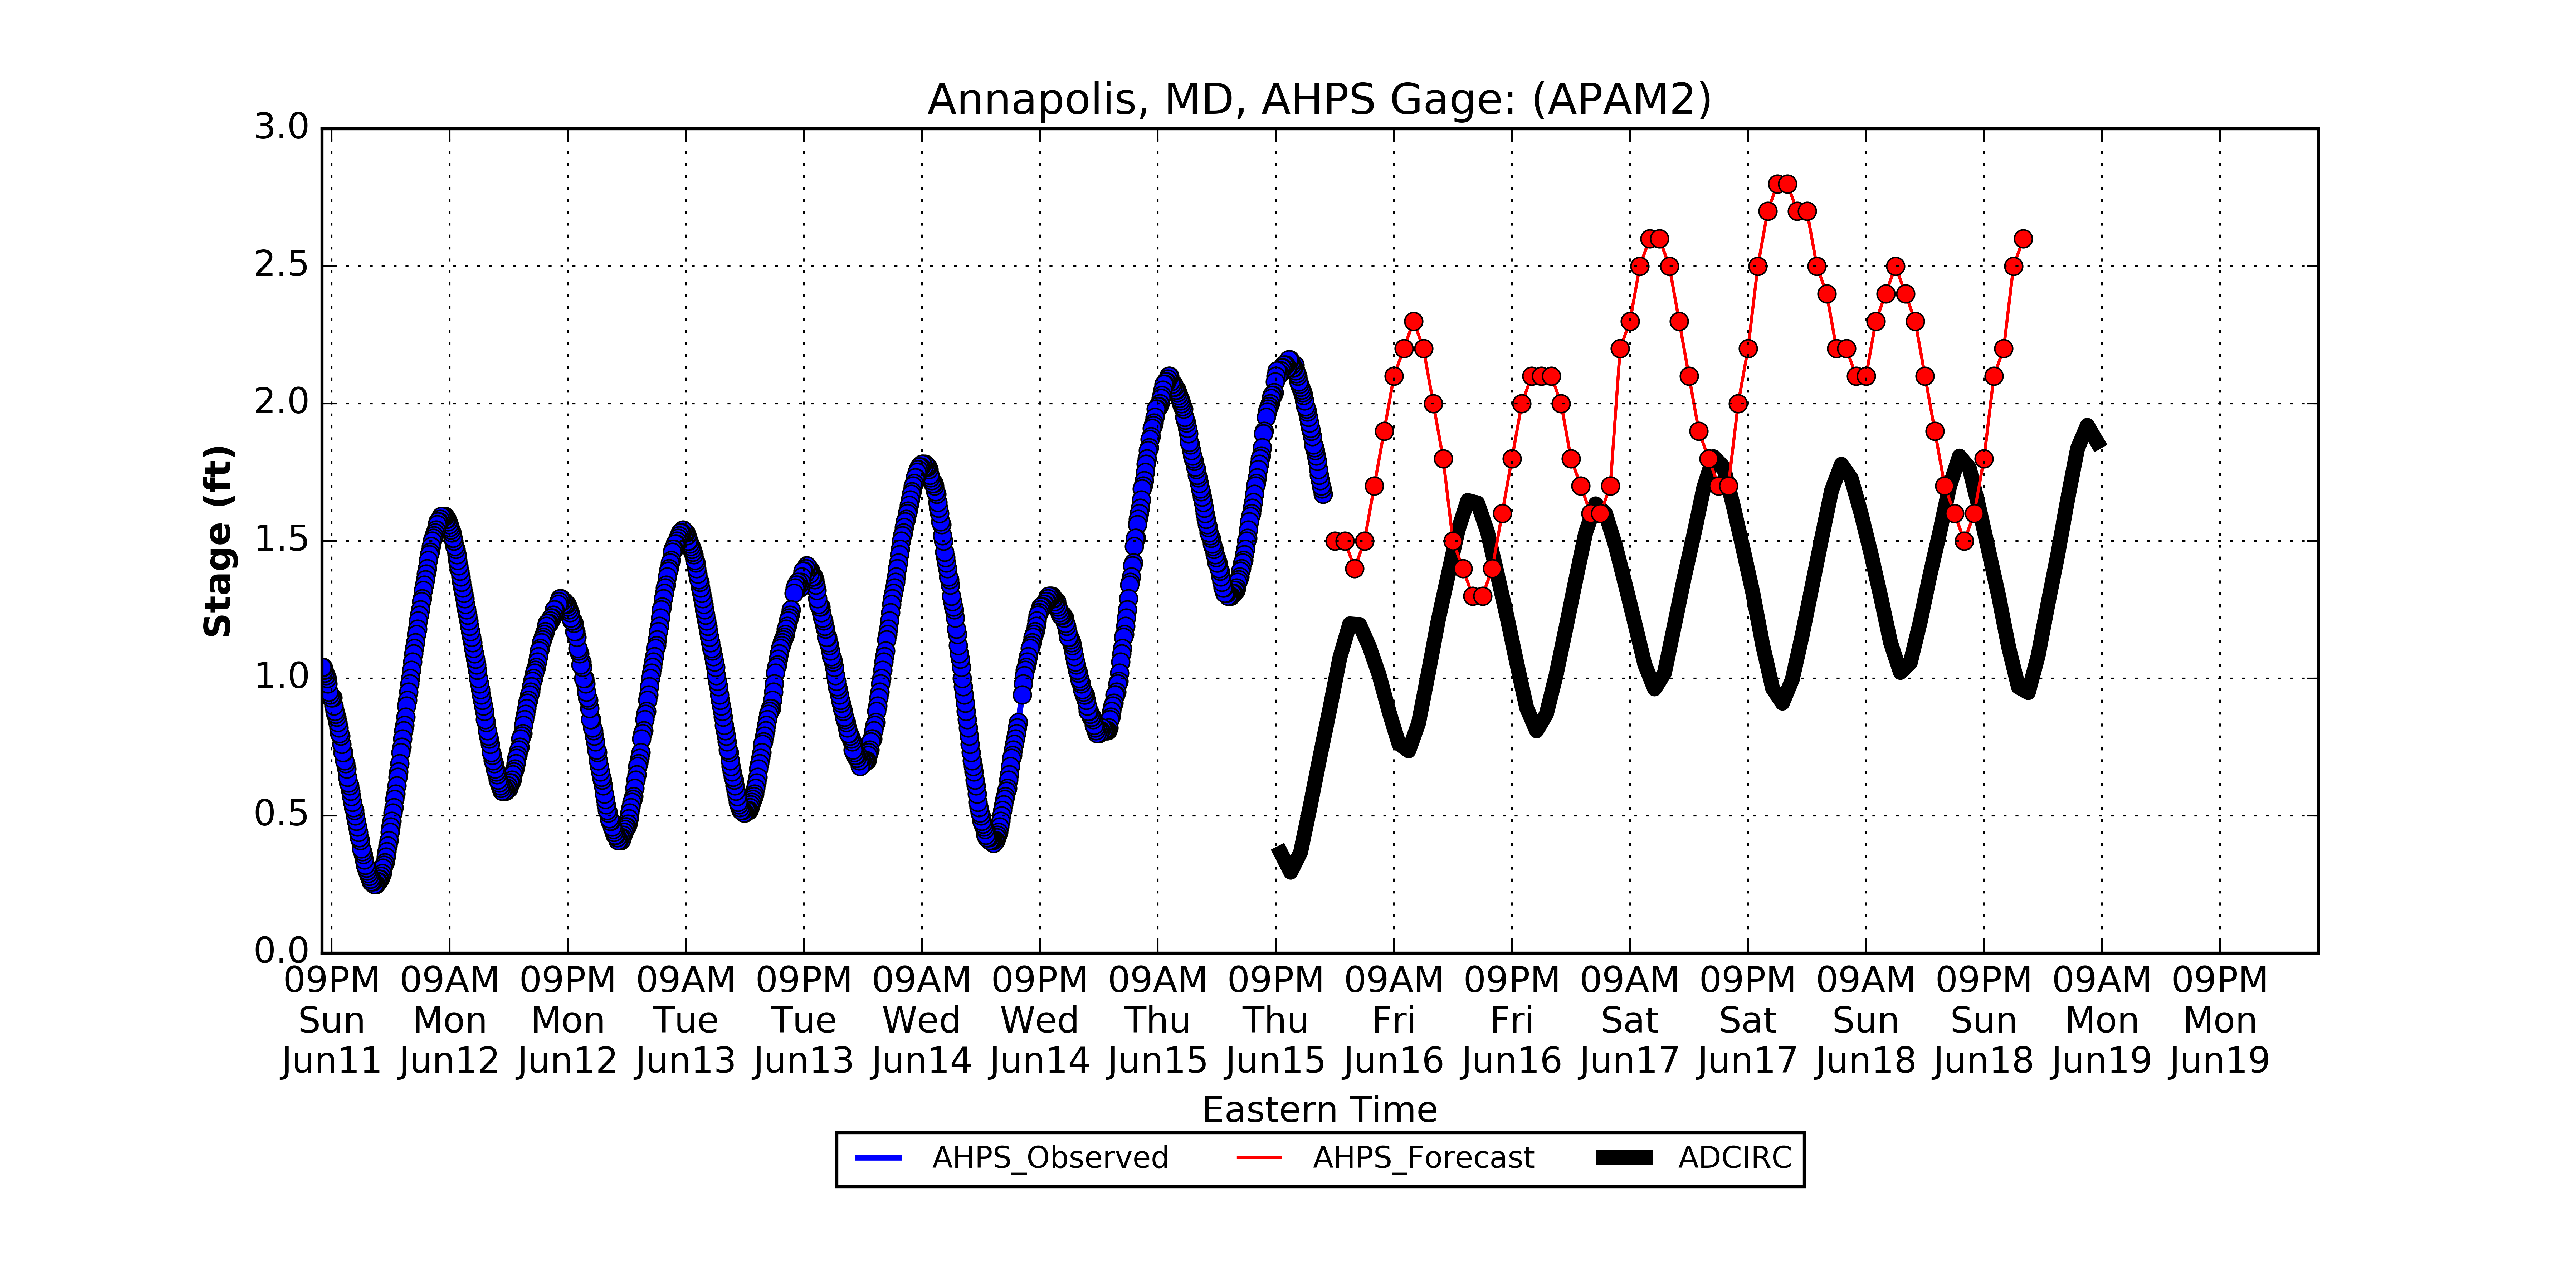 Annapolis, MD, AHPS Gage: (APAM2)
Stage (ft)
3.0
2.5
2.0
1.5
1.0
0.5
0.0
09PM 09AM 09PM 09AM 09PM 09AM 09PM 09AM 09PM 09AM 09PM 09AM 09PM 09AM 09PM 09AM 09PM
Sun Mon Mon Tue Tue Wed Wed Thu Thu Fri Fri Sat Sat Sun Sun Mon Mon
Jun11 Jun12 Jun12 Jun13 Jun13 Jun14 Jun14 Jun15 Jun15 Jun16 Jun16 Jun17 Jun17 Jun18 Jun18 Jun19 Jun19
Eastern Time
AHPS_Observed AHPS_Forecast ADCIRC